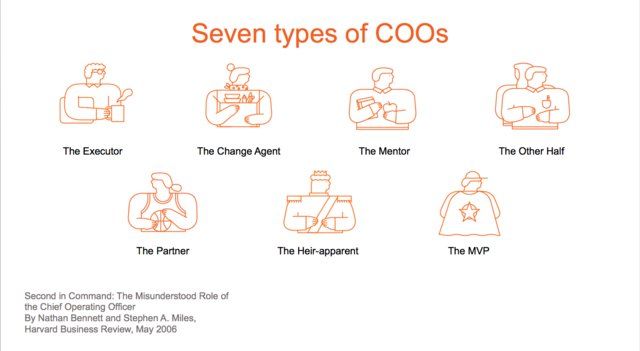 Seven types of COOs
The Executor
The Change Agent
The Mentor
The Other Half
The Partner
The Heir-apparent
The MVP
Second in Command: The Misunderstood Role of
the Chief Operating Officer
By Nathan Bennett and Stephen A. Miles,
Harvard Business Review, May 2006